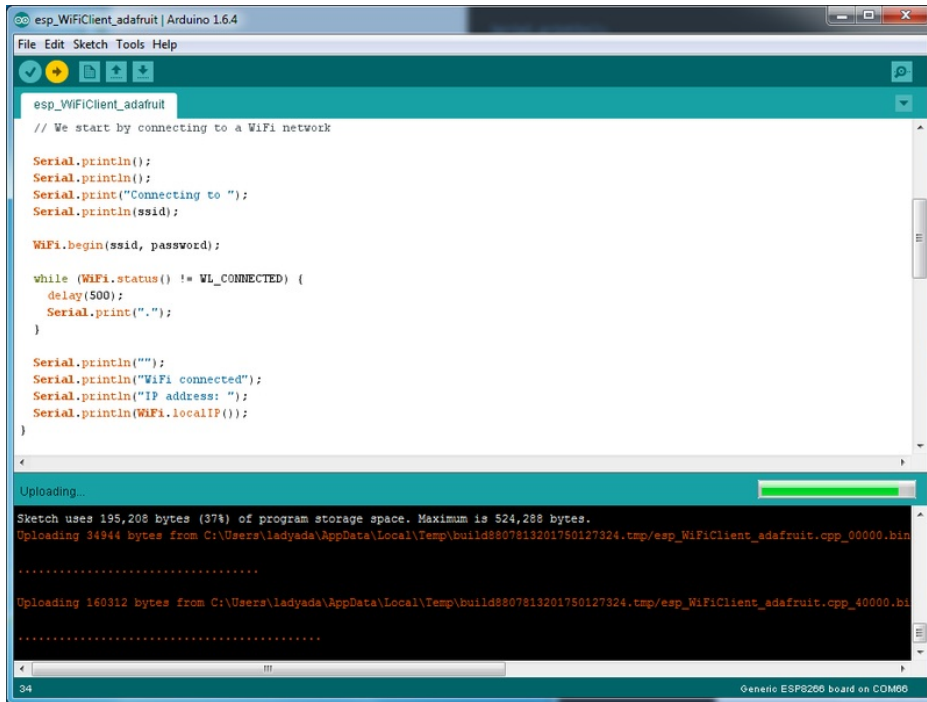 esp_WiFiClient_adafruit | Arduino 1.6.4
File Edit Sketch Tools Help
esp_WiFiClient_adafruit
// We start by connecting to a WiFi network
Serial.println();
Serial.println();
Serial.print("Connecting to ");
Serial.println(ssid);
WiFi.begin(ssid, password);
while (WiFi.status() != WL_CONNECTED) {
delay(500);
Serial.print(".");
}
Serial.println("");
Serial.println("WiFi connected");
Serial.println("IP address: ");
Serial.println(WiFi.localIP());
}
Uploading...
Sketch uses 195,208 bytes (37%) of program storage space. Maximum is 524,288 bytes.
Uploading 34944 bytes from C:\Users\ladyada\AppData\Local\Temp\build8807813201750127324.tmp/esp_WiFiClient_adafruit.cpp_00000.bin
...................................
Uploading 160312 bytes from C:\Users\ladyada\AppData\Local\Temp\build8807813201750127324.tmp/esp_WiFiClient_adafruit.cpp_40000.bi
............................................
34
Generic ESP8266 board on COM66